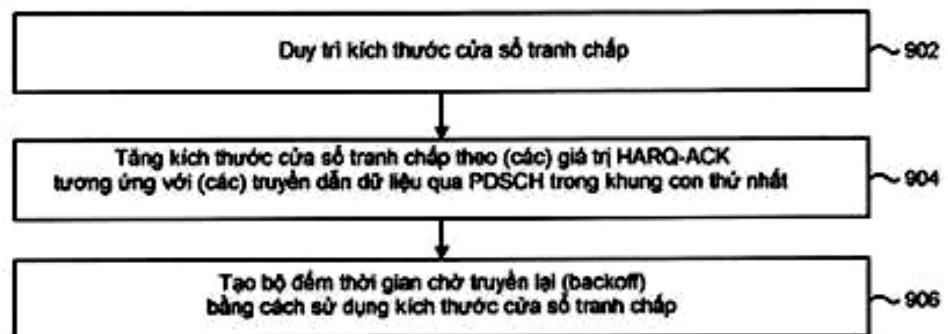 Duy trì kích thước cửa sổ tranh chấp
902
Tăng kích thước cửa sổ tranh chấp theo (các) giá trị HARQ-ACK
tương ứng với (các) truyền dẫn dữ liệu qua PDSCH trong khung con thứ nhất
904
Tạo bộ đếm thời gian chờ truyền lại (backoff)
bằng cách sử dụng kích thước cửa sổ tranh chấp
906